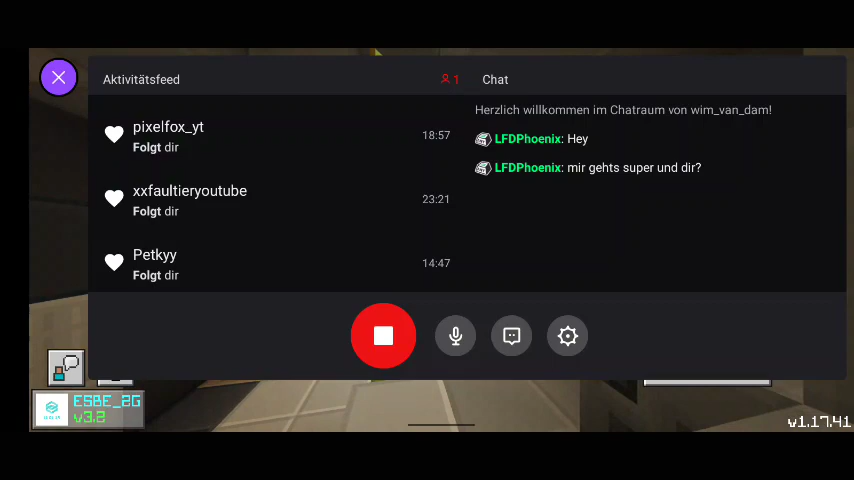 Aktivitätsfeed
1
Chat
pixelfox_yt
Folgt dir
18:57
xxfaultieryoutube
Folgt dir
23:21
Petkyy
Folgt dir
14:47
Herzlich willkommen im Chatraum von wim_van_dam!
LFDPhoenix: Hey
LFDPhoenix: mir gehts super und dir?
ESBE_2G
v3.2
v1.17.41